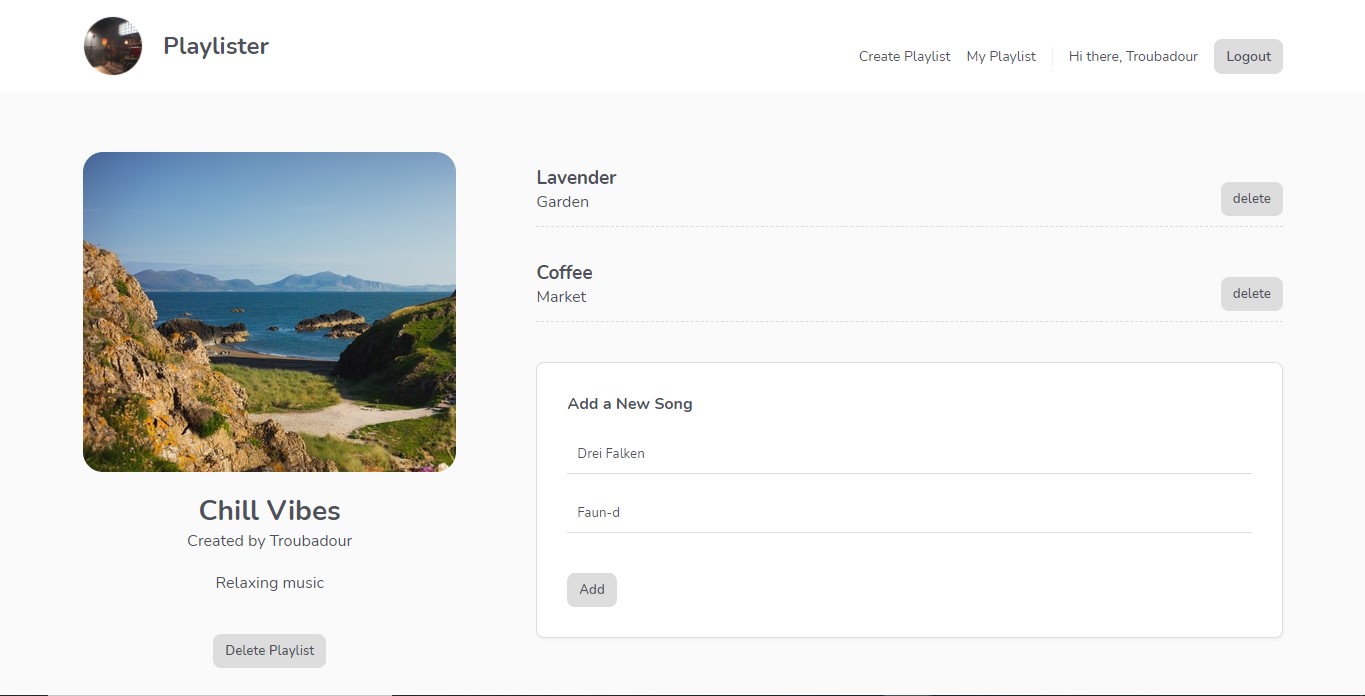 Playlister
Create Playlist My Playlist Hi there, Troubadour Logout
Lavender
Garden
delete
Coffee
Market
delete
Add a New Song
Drei Falken
Faun-d
Add
Chill Vibes
Created by Troubadour
Relaxing music
Delete Playlist